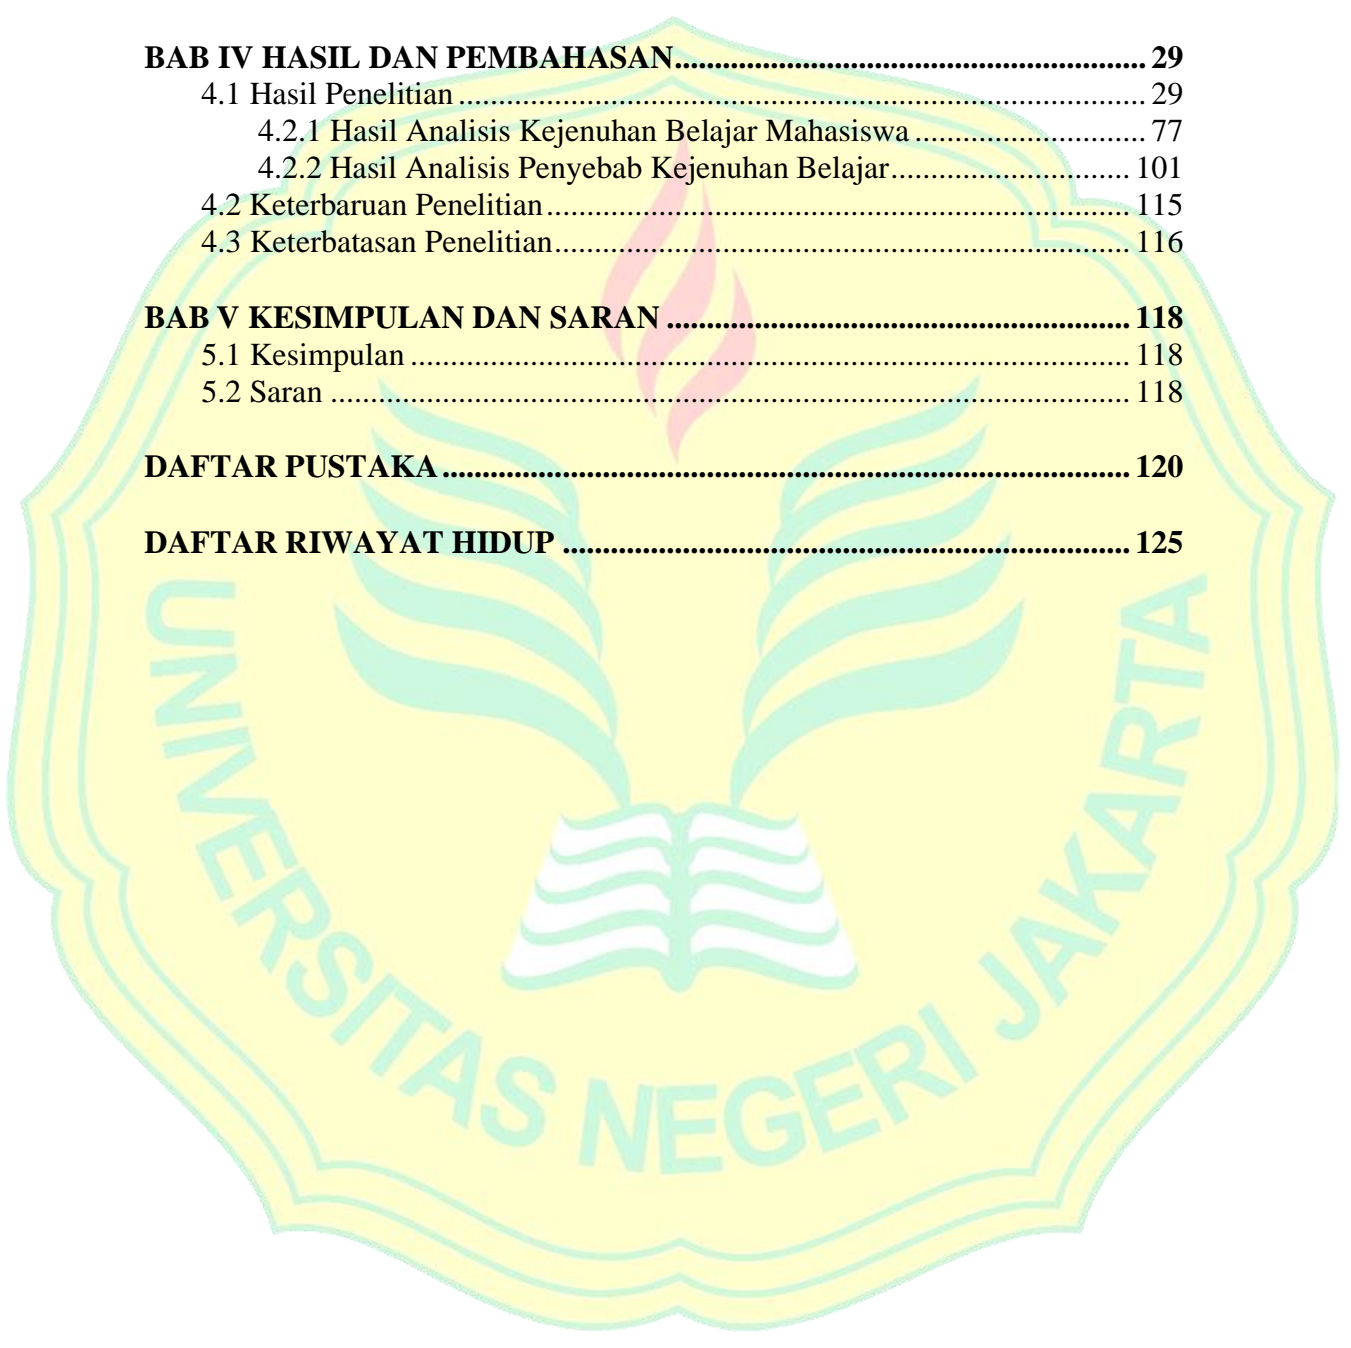 BAB IV HASIL DAN PEMBAHASAN........................................................ 29
4.1 Hasil Penelitian ........................................................................................ 29
4.2.1 Hasil Analisis Kejenuhan Belajar Mahasiswa ............................. 77
4.2.2 Hasil Analisis Penyebab Kejenuhan Belajar.............................. 101
4.2 Keterbaruan Penelitian.......................................................................... 115
4.3 Keterbatasan Penelitian......................................................................... 116
BAB V KESIMPULAN DAN SARAN ....................................................... 118
5.1 Kesimpulan ............................................................................................ 118
5.2 Saran ...................................................................................................... 118
DAFTAR PUSTAKA.................................................................................. 120
DAFTAR RIWAYAT HIDUP .................................................................... 125
UNIVERSITAS NEGERI JAKARTA